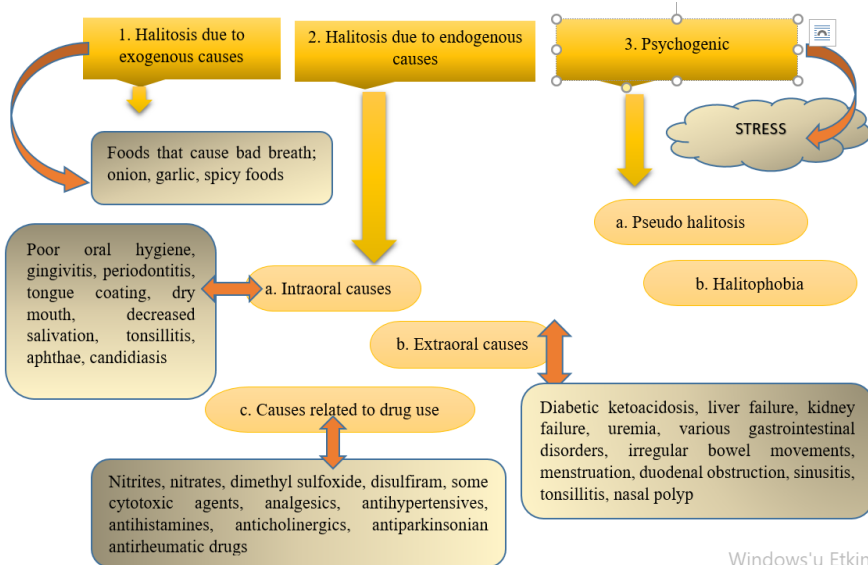 1. Halitosis due to
exogenous causes
2. Halitosis due to endogenous
causes
3. Psychogenic
STRESS
Foods that cause bad breath;
onion, garlic, spicy foods
a. Pseudo halitosis
b. Halitophobia
Poor oral hygiene,
gingivitis, periodontitis,
tongue coating, dry
mouth, decreased
salivation, tonsillitis,
aphthae, candidiasis
a. Intraoral causes
b. Extraoral causes
c. Causes related to drug use
Diabetic ketoacidosis, liver failure, kidney
failure, uremia, various gastrointestinal
disorders, irregular bowel movements,
menstruation, duodenal obstruction, sinusitis,
tonsillitis, nasal polyp
Nitrites, nitrates, dimethyl sulfoxide, disulfiram, some
cytotoxic agents, analgesics, antihypertensives,
antihistamines, anticholinergics, antiparkinsonian
antirheumatic drugs
Windows'u Etkin